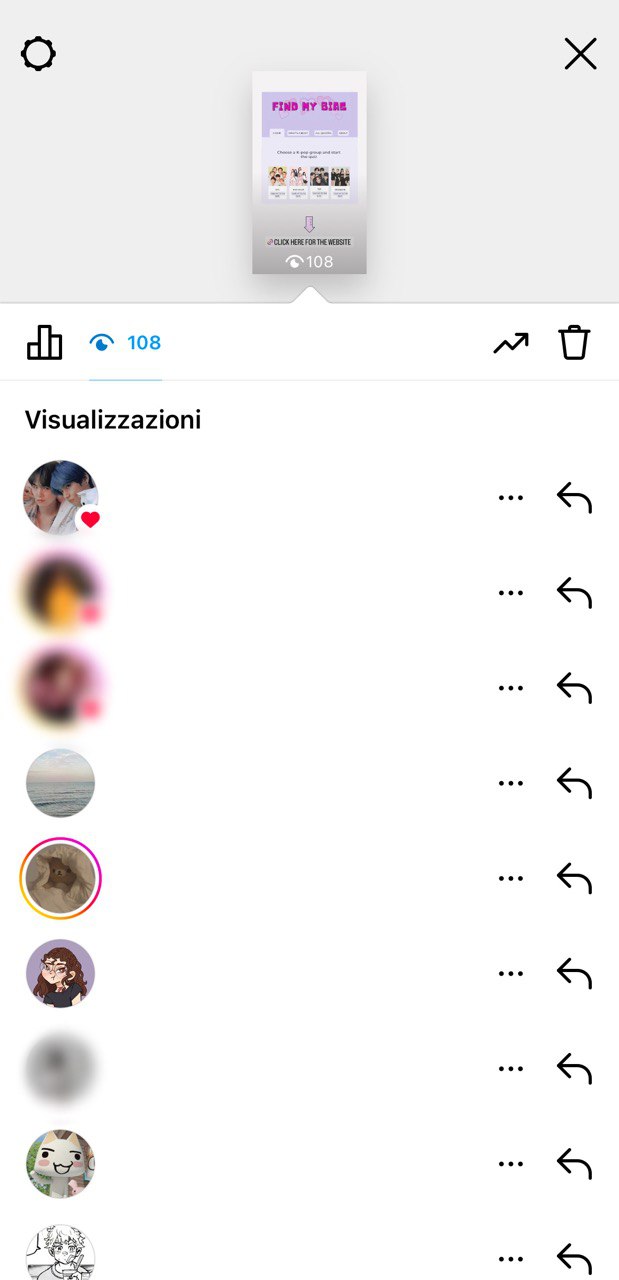 FIND MY BIAS
Choose a K-pop group and start
the quiz!
CLICK HERE FOR THE WEBSITE
108
108
Visualizzazioni